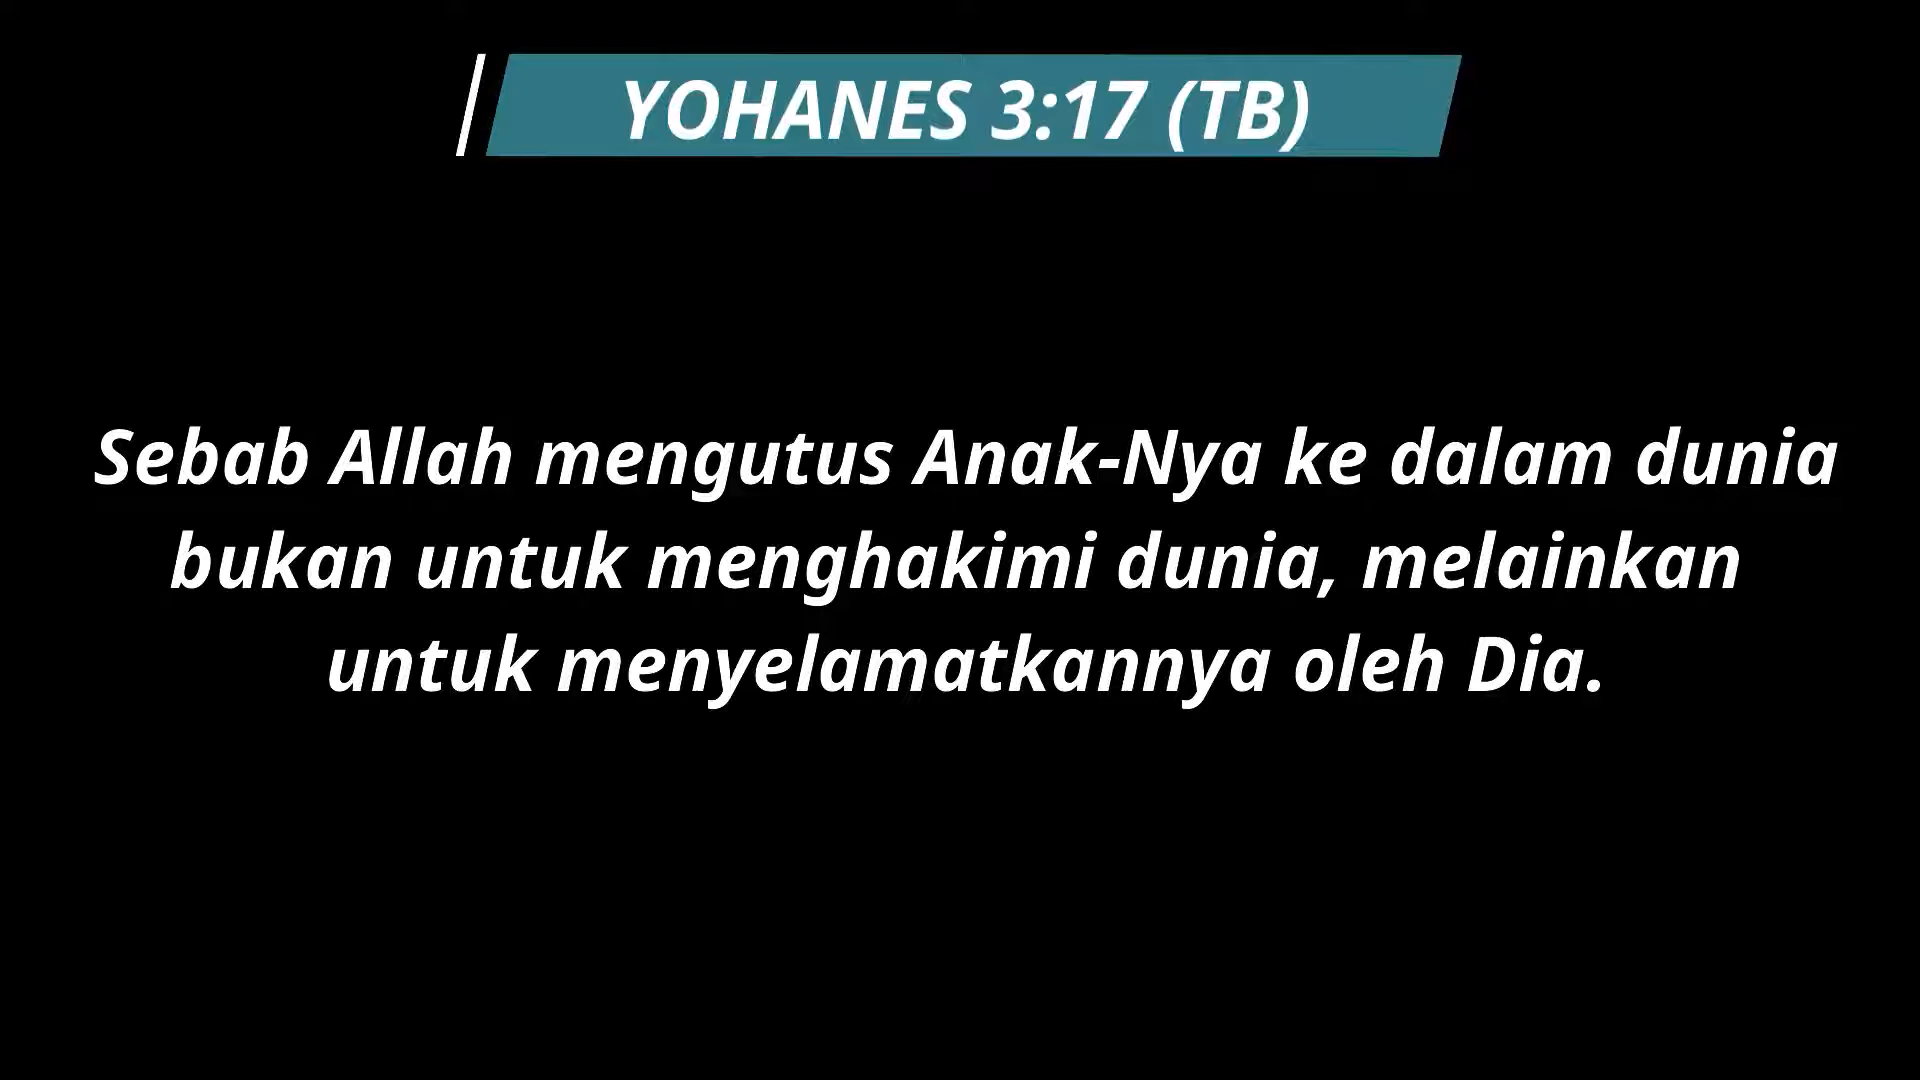 YOHANES 3:17 (TB)
Sebab Allah mengutus Anak-Nya ke dalam dunia
bukan untuk menghakimi dunia, melainkan
untuk menyelamatkannya oleh Dia.